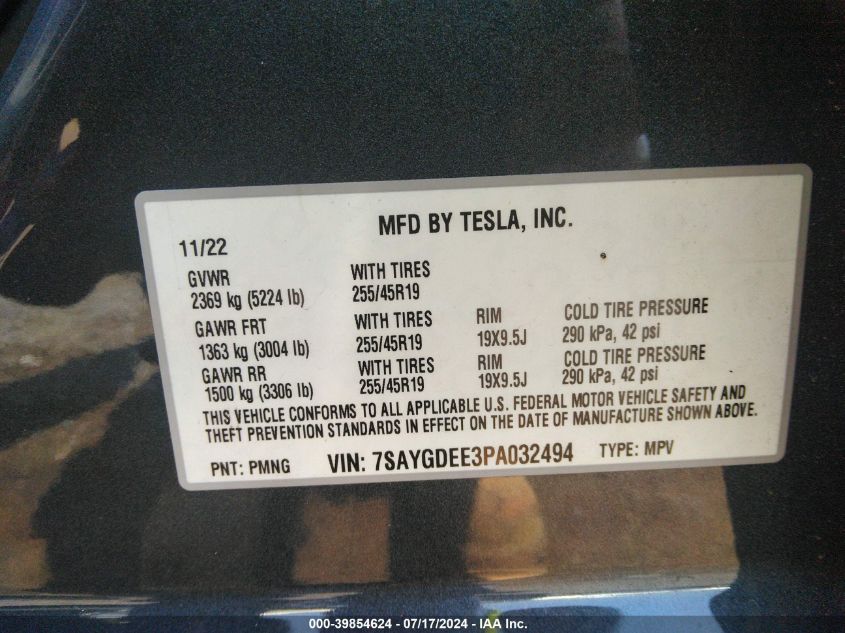 MFD BY TESLA, INC.
11/22
GVWR WITH TIRES
2369 kg (5224 lb) 255/45R19
GAWR FRT WITH TIRES RIM COLD TIRE PRESSURE
1363 kg (3004 lb) 255/45R19 19X9.5J 290 kPa, 42 psi
GAWR RR WITH TIRES RIM COLD TIRE PRESSURE
1500 kg (3306 lb) 255/45R19 19X9.5J 290 kPa, 42 psi
THIS VEHICLE CONFORMS TO ALL APPLICABLE U.S. FEDERAL MOTOR VEHICLE SAFETY AND
THEFT PREVENTION STANDARDS IN EFFECT ON THE DATE OF MANUFACTURE SHOWN ABOVE.
PNT: PMNG VIN: 7SAYGDEE3PA032494 TYPE: MPV
000-39854624 / 07/17/2024 - IAA Inc.